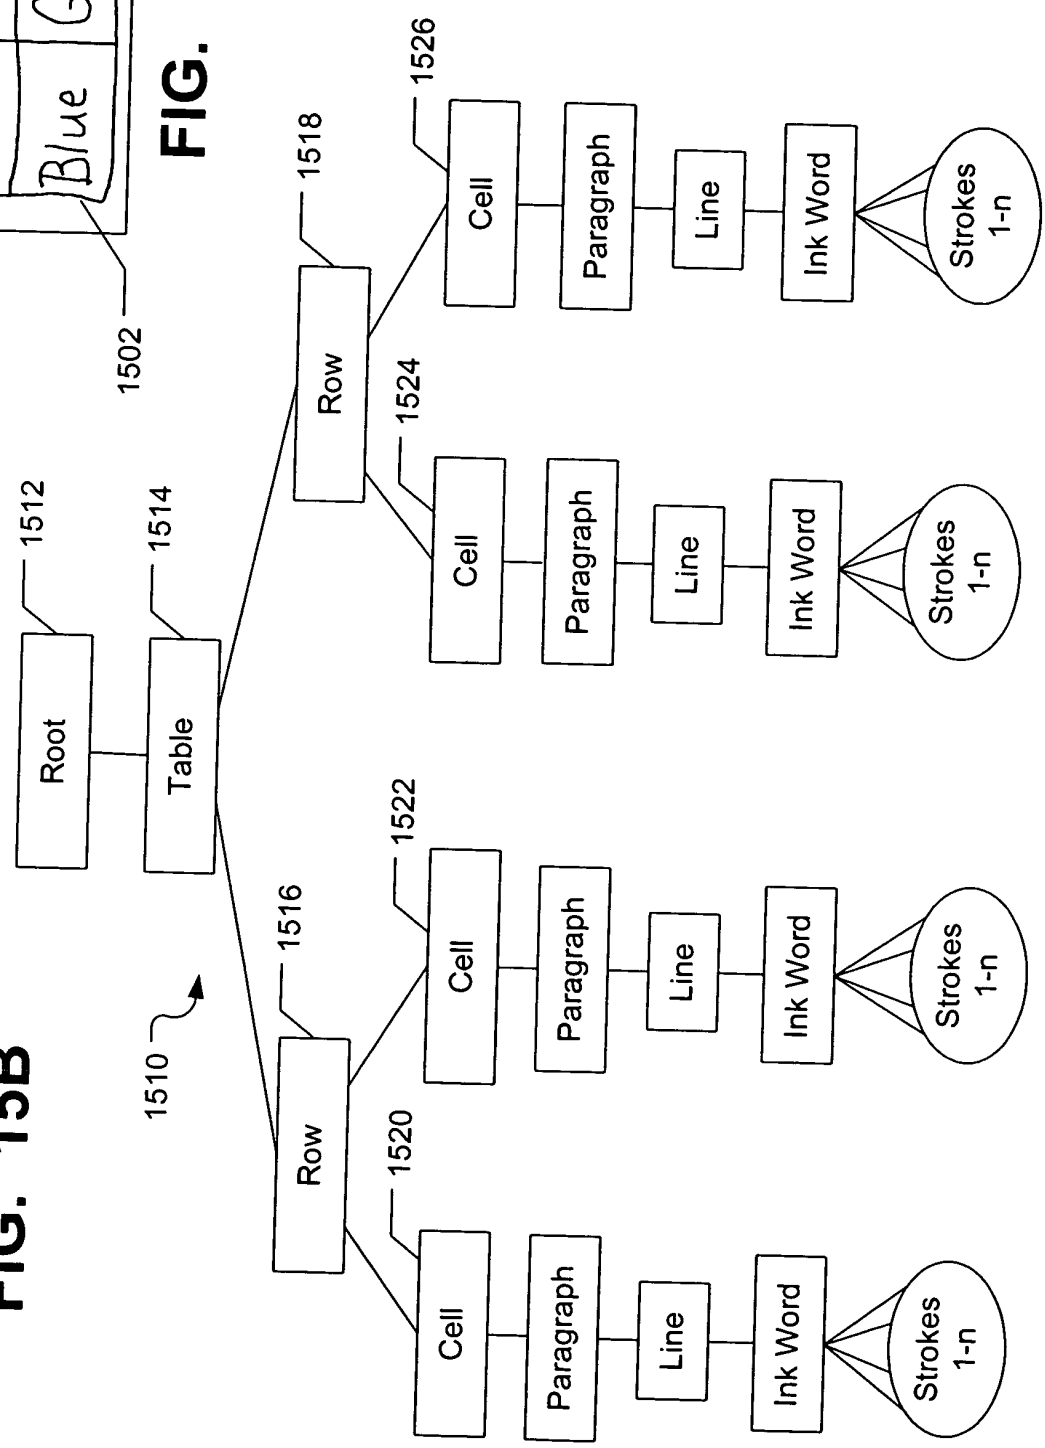 Blue
FIG.
1502
FIG. 15B
1510
Root
1512
Table
1514
Row
1516
Row
1518
Cell
1520
Cell
1522
Cell
1524
Cell
1526
Paragraph
Paragraph
Paragraph
Paragraph
Line
Line
Line
Line
Ink Word
Ink Word
Ink Word
Ink Word
Strokes
1-n
Strokes
1-n
Strokes
1-n
Strokes
1-n